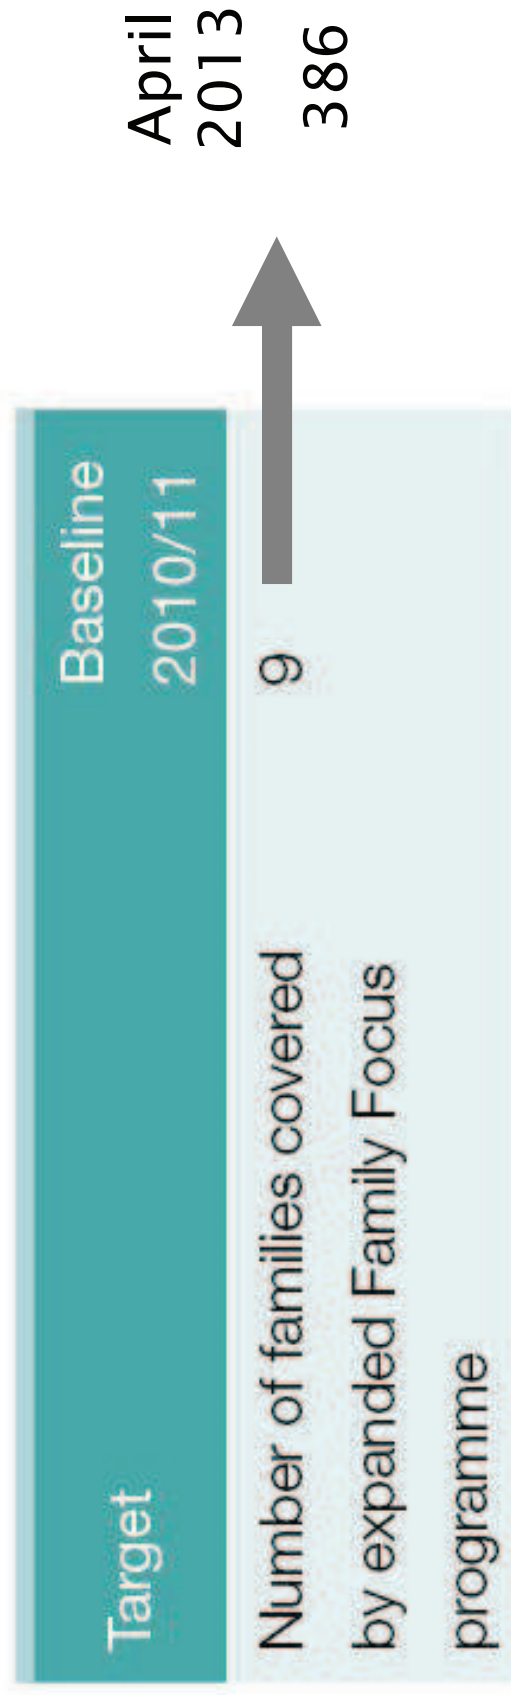 Target
Baseline
2010/11
Number of families covered
by expanded Family Focus
programme
9
April
2013
386